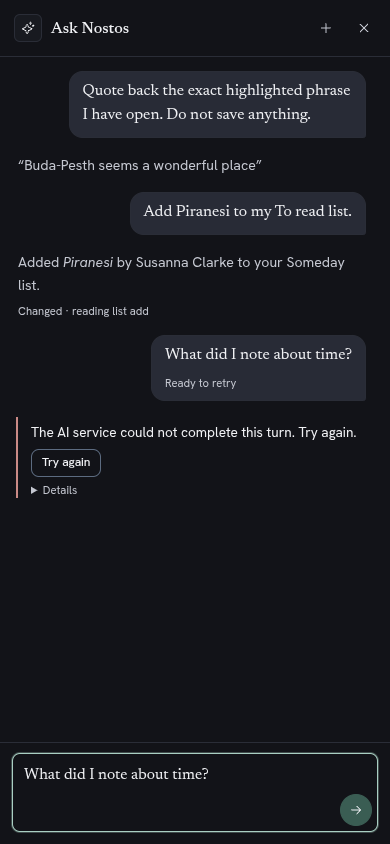 Ask Nostos
Quote back the exact highlighted phrase
I have open. Do not save anything.
“Buda-Pesth seems a wonderful place”
Add Piranesi to my To read list.
Added Piranesi by Susanna Clarke to your Someday
list.
Changed · reading list add
What did I note about time?
Ready to retry
The AI service could not complete this turn. Try again.
Try again
Details
What did I note about time?